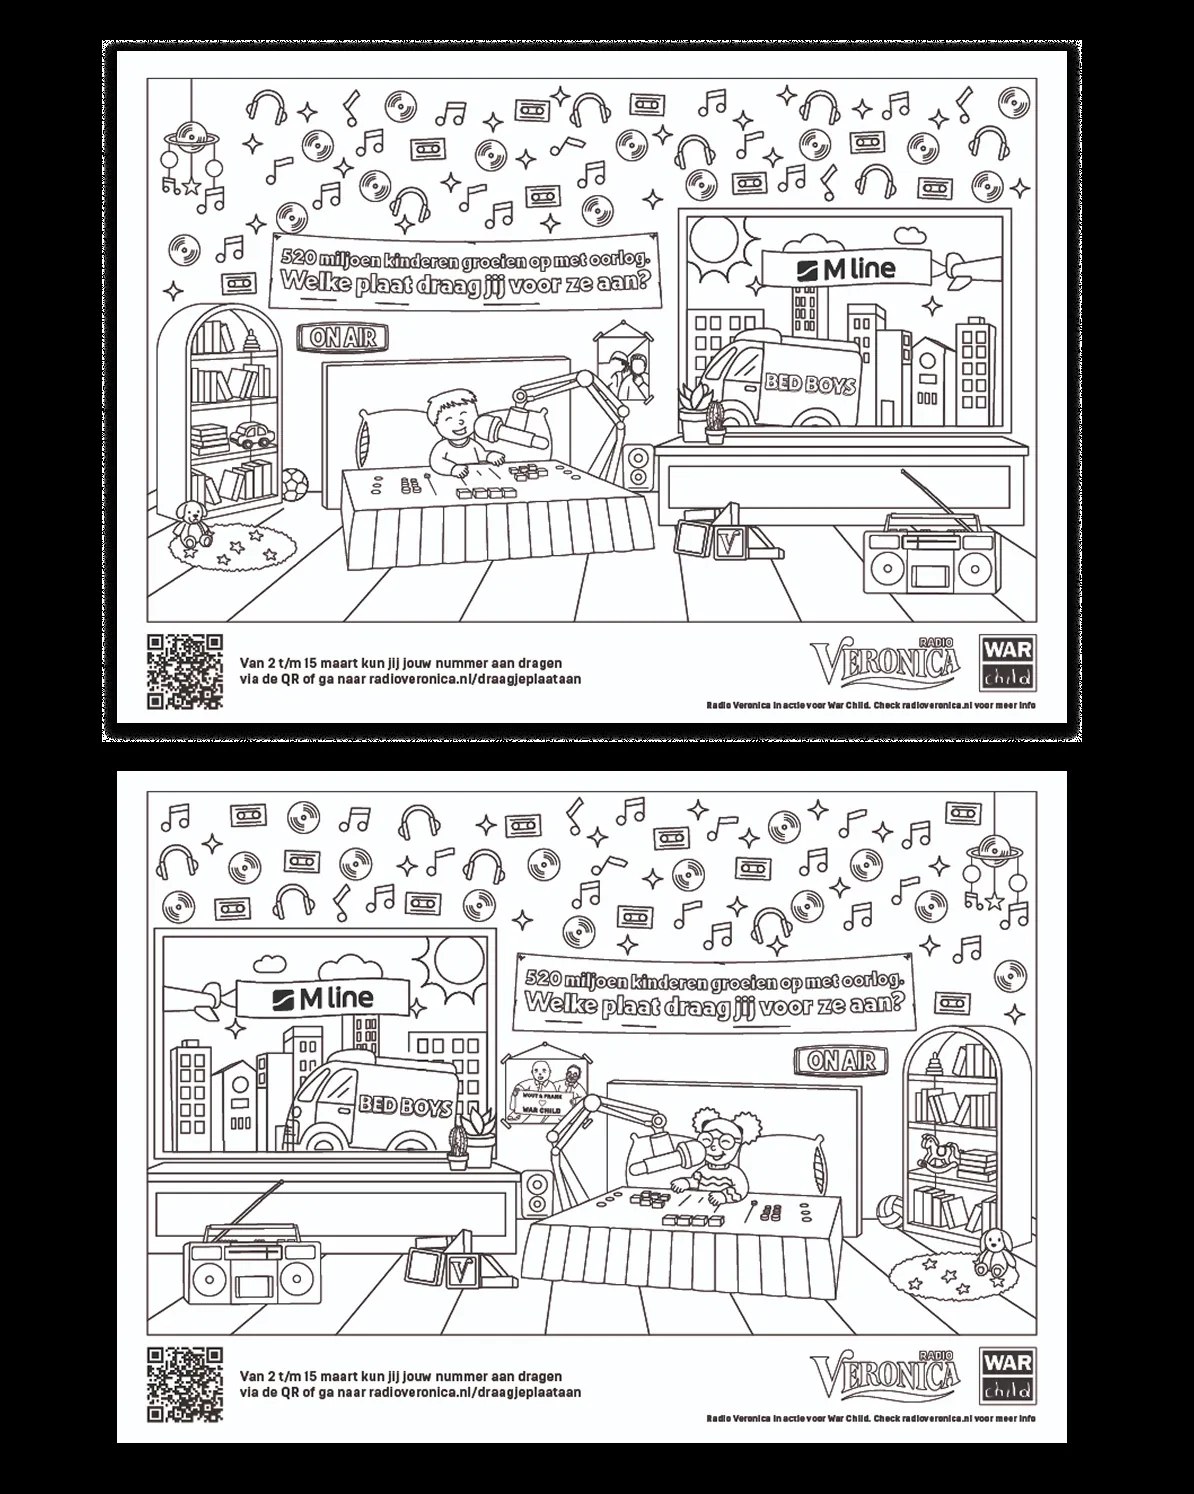 520 miljoen kinderen groeien op met oorlog.
Welke plaat draag jij voor ze aan?
M line
ON AIR
BED BOYS
V
Van 2 t/m 15 maart kun jij jouw nummer aan dragen
via de QR of ga naar radioveronica.nl/draagjeplaataan
RADIO
VERONICA
WAR
child
Radio Veronica in actie voor War Child. Check radioveronica.nl voor meer info
520 miljoen kinderen groeien op met oorlog.
Welke plaat draag jij voor ze aan?
M line
ON AIR
BED BOYS
WOUT & FRANK
WAR CHILD
V
Van 2 t/m 15 maart kun jij jouw nummer aan dragen
via de QR of ga naar radioveronica.nl/draagjeplaataan
RADIO
VERONICA
WAR
child
Radio Veronica in actie voor War Child. Check radioveronica.nl voor meer info